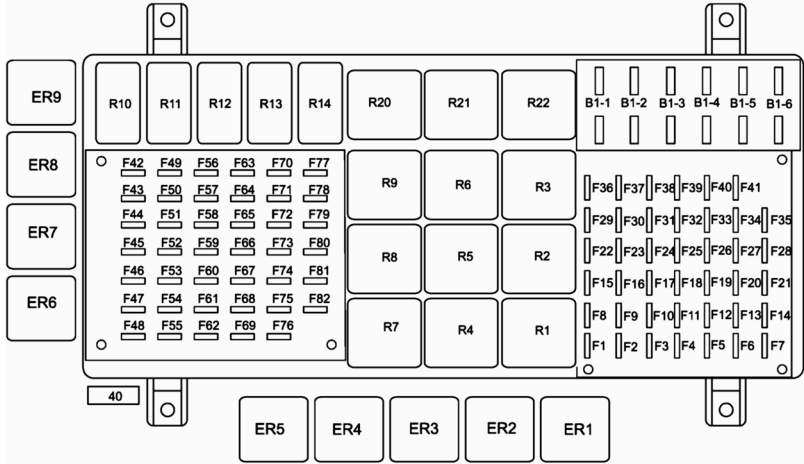 ER9 R10 R11 R12 R13 R14 R20 R21 R22 B1-1 B1-2 B1-3 B1-4 B1-5 B1-6
ER8 F42 F49 F56 F63 F70 F77
F43 F50 F57 F64 F71 F78 R9 R6 R3 F36 F37 F38 F39 F40 F41
F44 F51 F58 F65 F72 F79 F29 F30 F31 F32 F33 F34 F35
ER7 F45 F52 F59 F66 F73 F80 R8 R5 R2 F22 F23 F24 F25 F26 F27 F28
F46 F53 F60 F67 F74 F81 F15 F16 F17 F18 F19 F20 F21
ER6 F47 F54 F61 F68 F75 F82 F8 F9 F10 F11 F12 F13 F14
F48 F55 F62 F69 F76 R7 R4 R1 F1 F2 F3 F4 F5 F6 F7
40
ER5 ER4 ER3 ER2 ER1